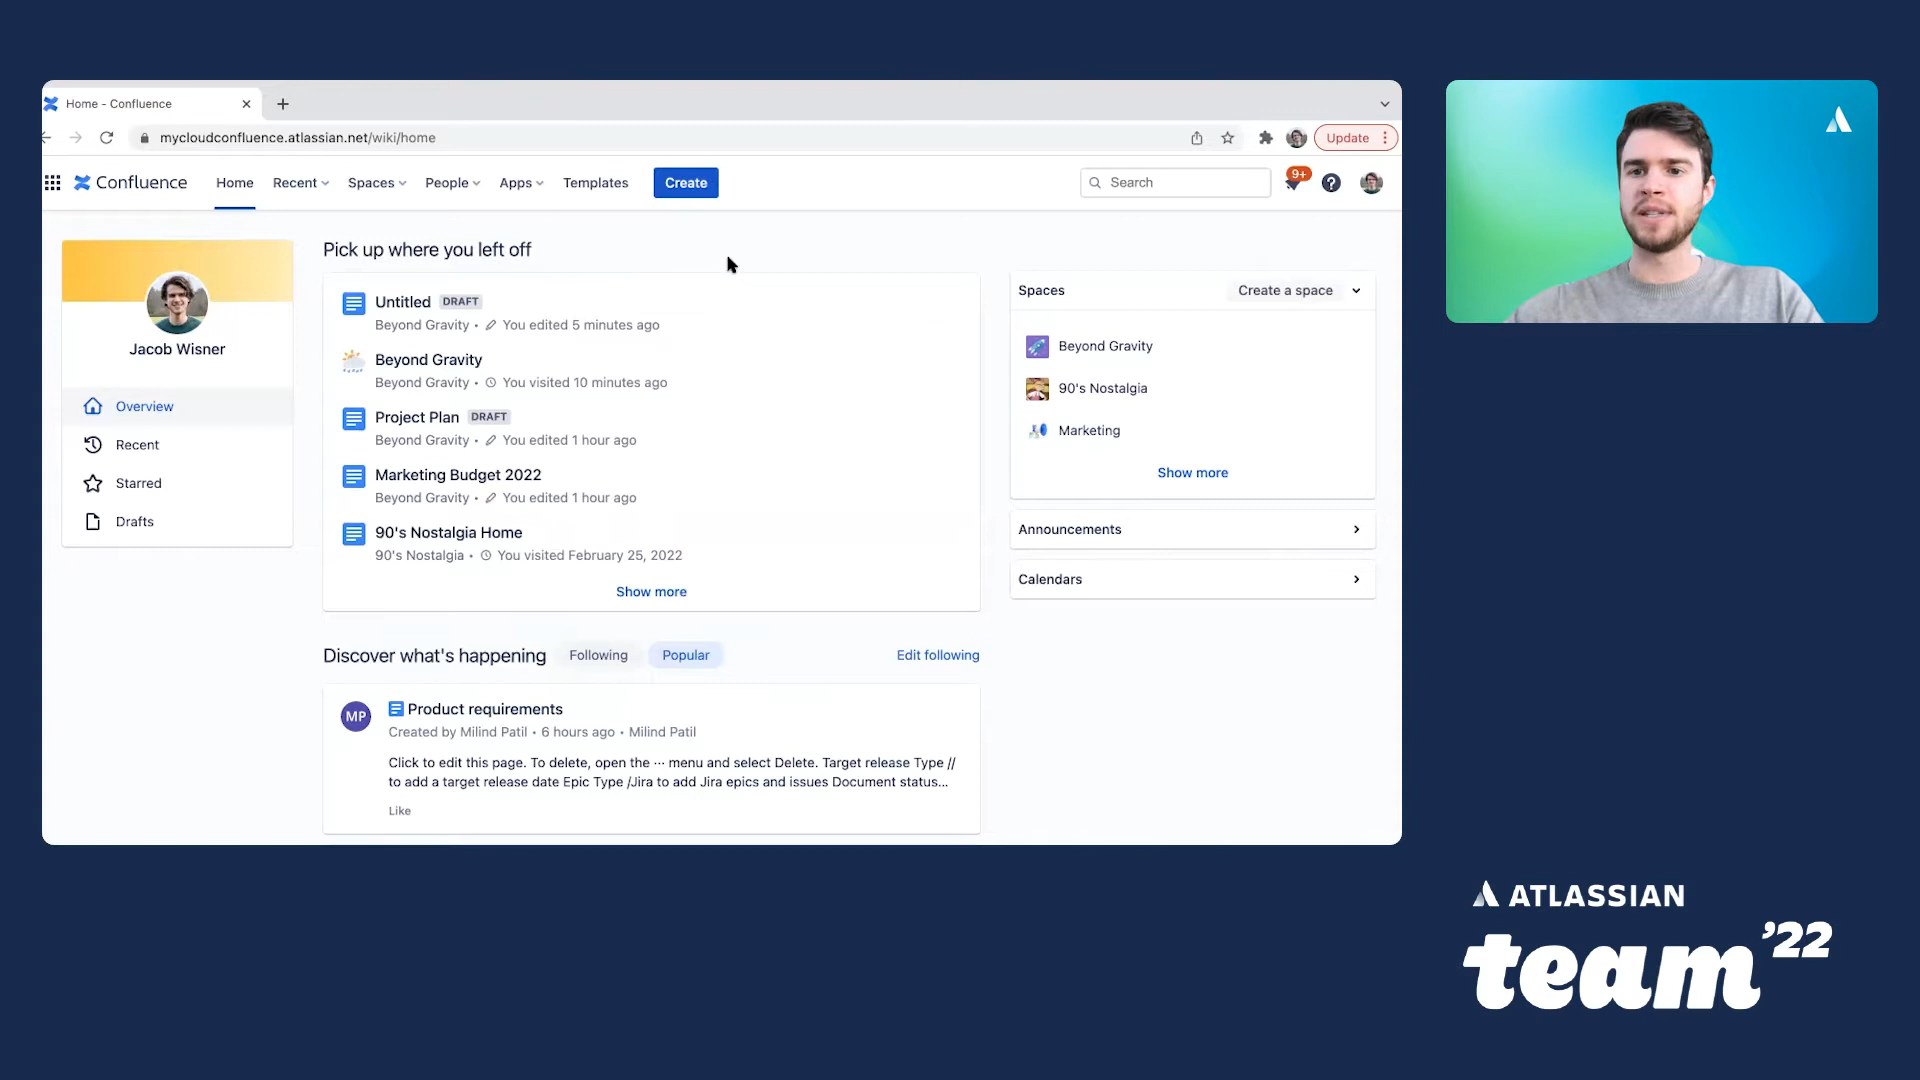 Home - Confluence
mycloudconfluence.atlassian.net/wiki/home
Update
Confluence
Home
Recent
Spaces
People
Apps
Templates
Create
Search
9+
Jacob Wisner
Overview
Recent
Starred
Drafts
Pick up where you left off
Untitled DRAFT
Beyond Gravity • You edited 5 minutes ago
Beyond Gravity
Beyond Gravity • You visited 10 minutes ago
Project Plan DRAFT
Beyond Gravity • You edited 1 hour ago
Marketing Budget 2022
Beyond Gravity • You edited 1 hour ago
90's Nostalgia Home
90's Nostalgia • You visited February 25, 2022
Show more
Spaces
Create a space
Beyond Gravity
90's Nostalgia
Marketing
Show more
Announcements
Calendars
Discover what's happening
Following
Popular
Edit following
MP
Product requirements
Created by Milind Patil • 6 hours ago • Milind Patil
Click to edit this page. To delete, open the ··· menu and select Delete. Target release Type //
to add a target release date Epic Type /Jira to add Jira epics and issues Document status...
Like
ATLASSIAN
team '22